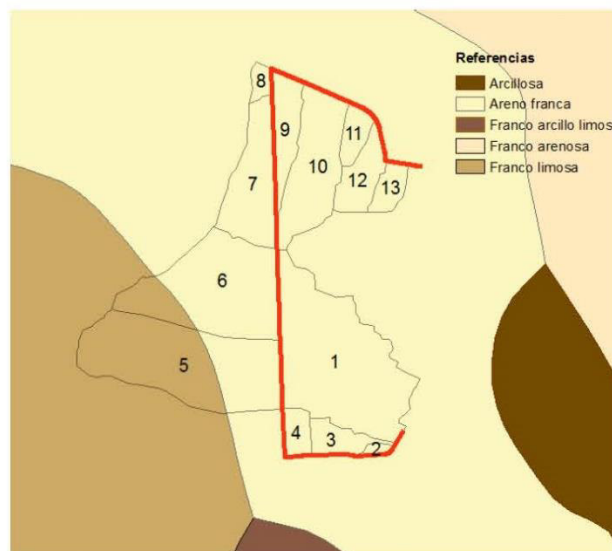 Referencias
Arcillosa
Areno franca
Franco arcillo limos
Franco arenosa
Franco limosa
8
9
11
10
7
12
13
6
1
5
4
3
2